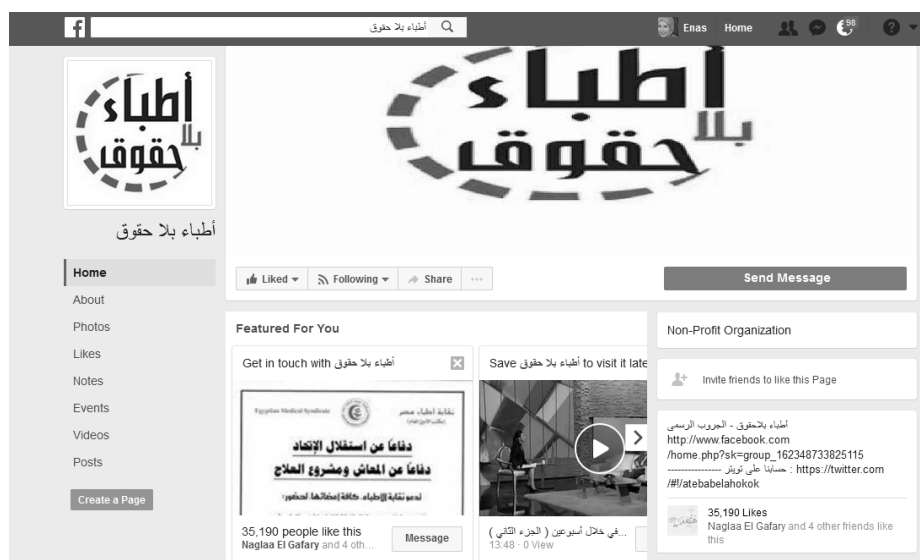 أطباء بلا حقوق
Enas Home 98
أطباء
بلا
حقوق
أطباء بلا حقوق
أطباء
بلا
حقوق
Home
About
Photos
Likes
Notes
Events
Videos
Posts
Create a Page
Liked Following Share
Send Message
Featured For You
Get in touch with أطباء بلا حقوق
Egyptian Medical Syndicate
نقابة أطباء مصر
دفاعا عن استقلال الإتحاد
دفاعا عن المعاش ومشروع العلاج
تدعو نقابة الأطباء، كافة أعضائها، لحضور:
35,190 people like this
Naglaa El Gafary and 4 oth...
Message
Save أطباء بلا حقوق to visit it late
...في خلال أسبوعين ( الجزء الثاني )
13:48 · 0 View
Non-Profit Organization
Invite friends to like this Page
أطباء بلاحقوق - الجروب الرسمى
http://www.facebook.com
/home.php?sk=group_162348733825115
---------------- حسابنا على تويتر : https://twitter.com
/#!/atebabelahokok
35,190 Likes
Naglaa El Gafary and 4 other friends like
this